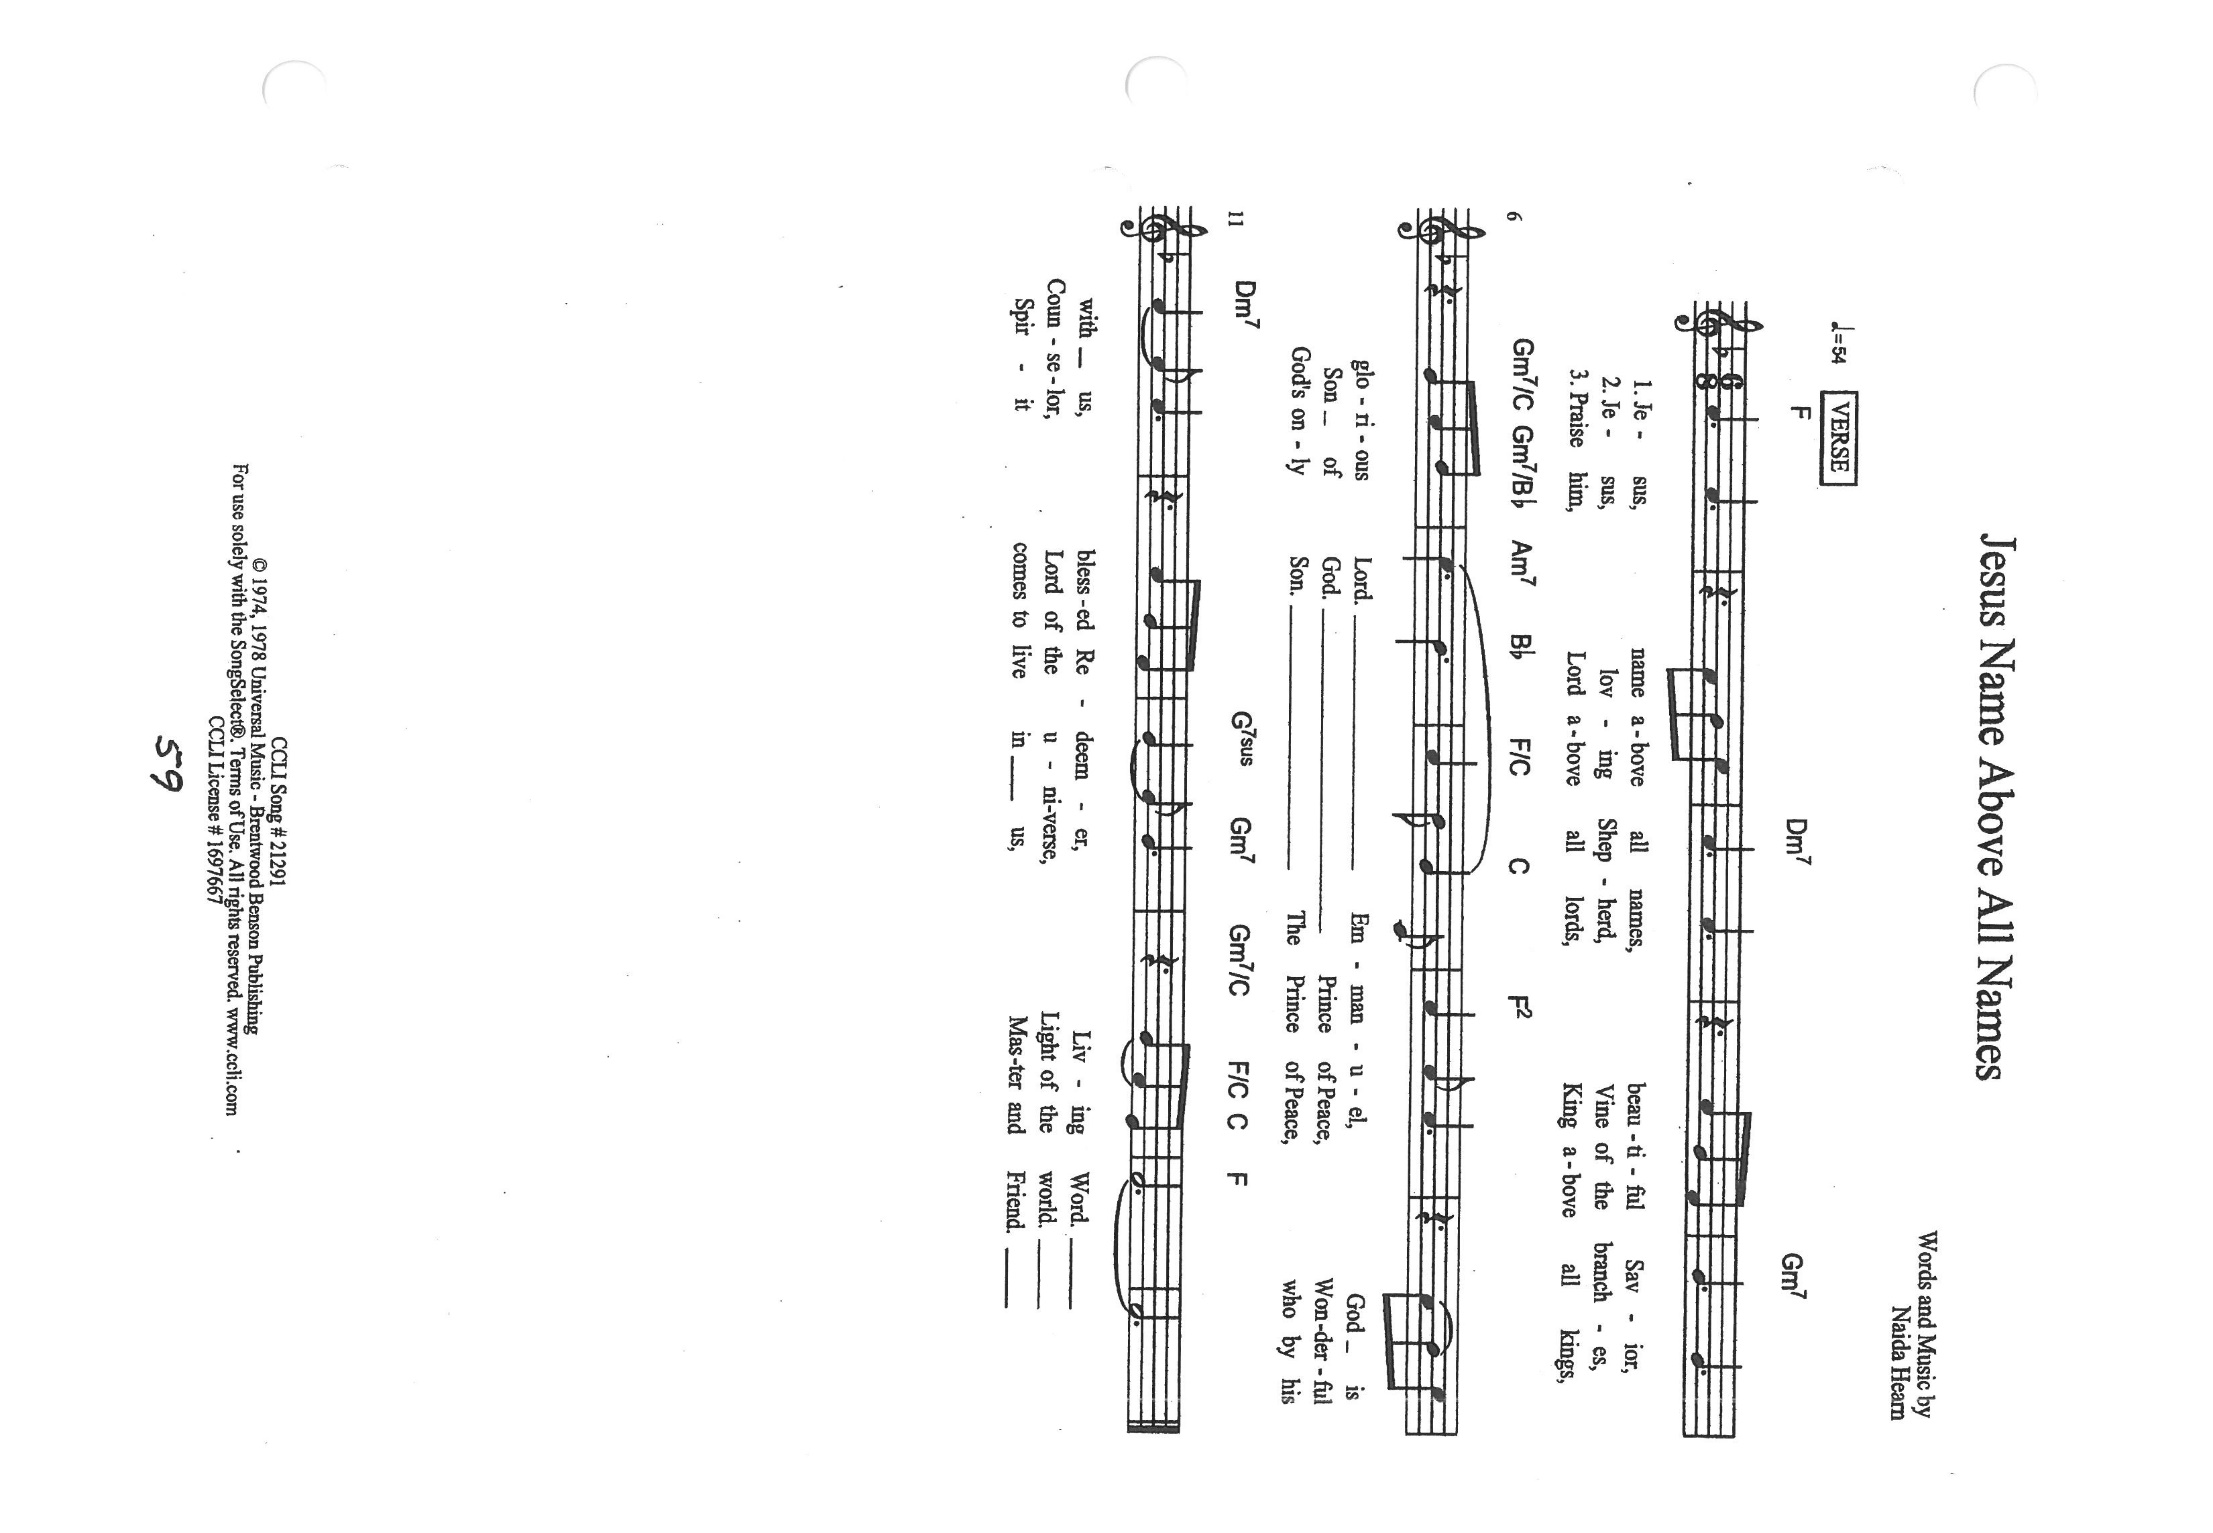 Jesus Name Above All Names
Words and Music by
Naida Hearn
♩=54 VERSE
F Dm7 Gm7
6
8
1. Je - sus, name a - bove all names, beau - ti - ful Sav - ior,
2. Je - sus, lov - ing Shep - herd, Vine of the branch - es,
3. Praise him, Lord a - bove all lords, King a - bove all kings,
6 Gm7/C Gm7/B♭ Am7 B♭ F/C C F2
glo - ri - ous Lord. Em - man - u - el, God is
Son of God. Prince of Peace, Won - der - ful
God's on - ly Son. The Prince of Peace, who by his
11 Dm7 G7sus Gm7 Gm7/C F/C C F
with us, bless - ed Re - deem - er, Liv - ing Word.
Coun - se - lor, Lord of the u - ni - verse, Light of the world.
Spir - it comes to live in us, Mas - ter and Friend.
CCLI Song # 21291
© 1974, 1978 Universal Music - Brentwood Benson Publishing
For use solely with the SongSelect®. Terms of Use. All rights reserved. www.ccli.com
CCLI License # 1697667
59